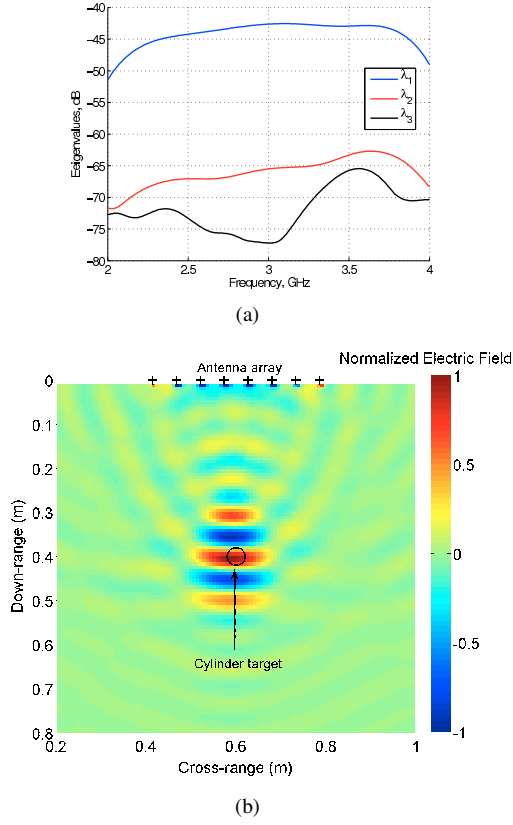 −40
−45
−50
−55
−60
−65
−70
−75
−80
Eeigenvalues, dB
λ1
λ2
λ3
2 2.5 3 3.5 4
Frequency, GHz
(a)
Normalized Electric Field
Antenna array
0
0.1
0.2
0.3
0.4
0.5
0.6
0.7
0.8
Down-range (m)
Cylinder target
0.2 0.4 0.6 0.8 1
Cross-range (m)
1
0.5
0
-0.5
-1
(b)